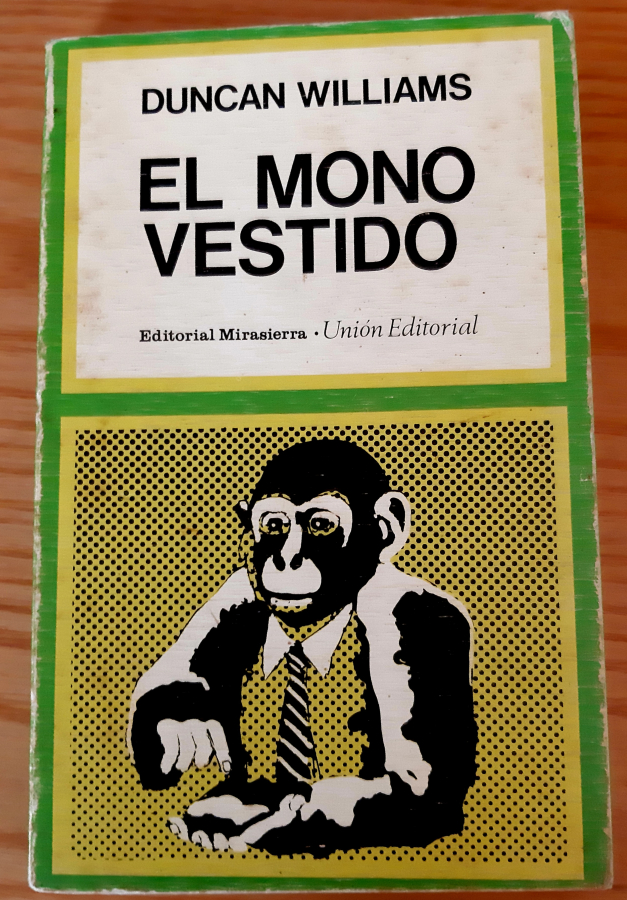 DUNCAN WILLIAMS
EL MONO
VESTIDO
Editorial Mirasierra · Unión Editorial